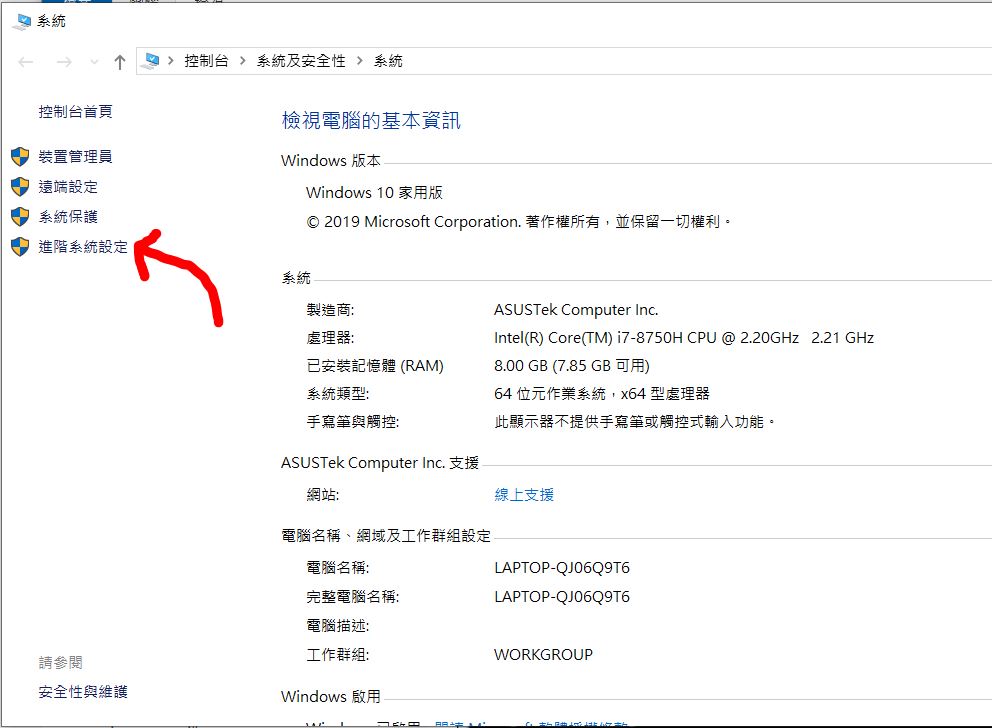 系統
控制台 > 系統及安全性 > 系統
控制台首頁
裝置管理員
遠端設定
系統保護
進階系統設定
檢視電腦的基本資訊
Windows 版本
Windows 10 家用版
© 2019 Microsoft Corporation. 著作權所有，並保留一切權利。
系統
製造商: ASUSTek Computer Inc.
處理器: Intel(R) Core(TM) i7-8750H CPU @ 2.20GHz 2.21 GHz
已安裝記憶體 (RAM) 8.00 GB (7.85 GB 可用)
系統類型: 64 位元作業系統，x64 型處理器
手寫筆與觸控: 此顯示器不提供手寫筆或觸控式輸入功能。
ASUSTek Computer Inc. 支援
網站: 線上支援
電腦名稱、網域及工作群組設定
電腦名稱: LAPTOP-QJ06Q9T6
完整電腦名稱: LAPTOP-QJ06Q9T6
電腦描述:
工作群組: WORKGROUP
Windows 啟用
請參閱
安全性與維護